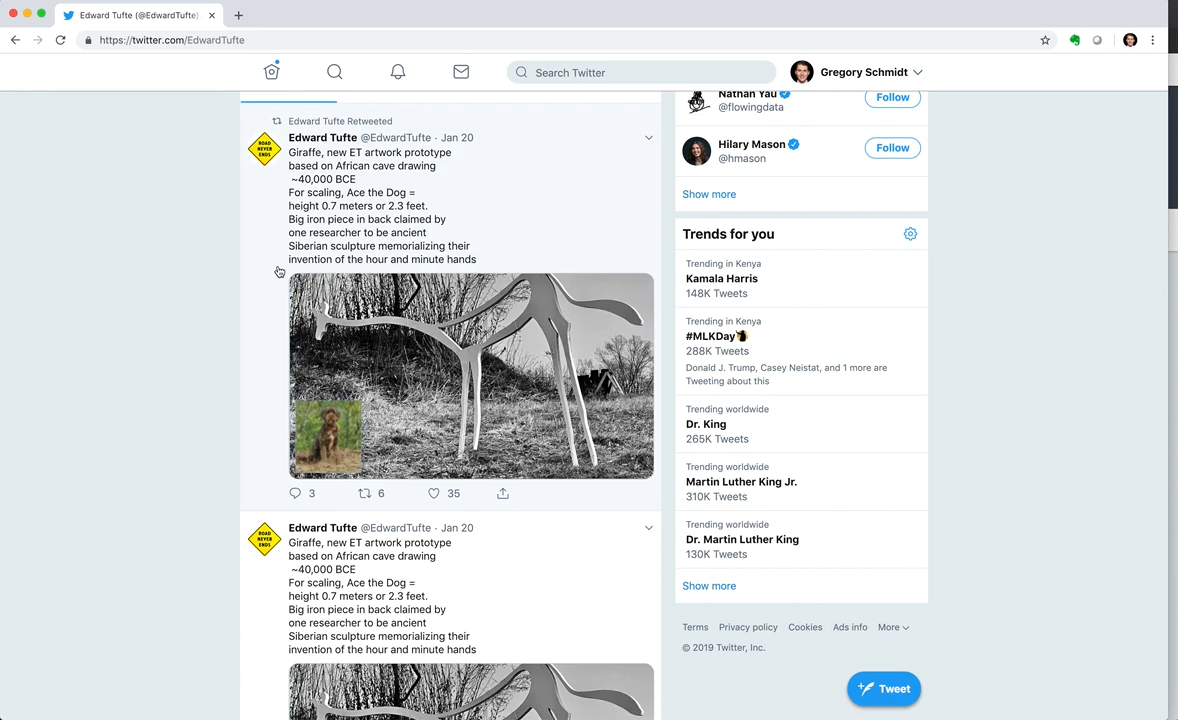 Edward Tufte (@EdwardTufte)
https://twitter.com/EdwardTufte
Search Twitter
Gregory Schmidt
Edward Tufte Retweeted
Edward Tufte @EdwardTufte · Jan 20
Giraffe, new ET artwork prototype
based on African cave drawing
~40,000 BCE
For scaling, Ace the Dog =
height 0.7 meters or 2.3 feet.
Big iron piece in back claimed by
one researcher to be ancient
Siberian sculpture memorializing their
invention of the hour and minute hands
ROAD
NEVER
ENDS
3
6
35
Edward Tufte @EdwardTufte · Jan 20
Giraffe, new ET artwork prototype
based on African cave drawing
~40,000 BCE
For scaling, Ace the Dog =
height 0.7 meters or 2.3 feet.
Big iron piece in back claimed by
one researcher to be ancient
Siberian sculpture memorializing their
invention of the hour and minute hands
ROAD
NEVER
ENDS
Nathan Yau
@flowingdata
Follow
Hilary Mason
@hmason
Follow
Show more
Trends for you
Trending in Kenya
Kamala Harris
148K Tweets
Trending in Kenya
#MLKDay
288K Tweets
Donald J. Trump, Casey Neistat, and 1 more are
Tweeting about this
Trending worldwide
Dr. King
265K Tweets
Trending worldwide
Martin Luther King Jr.
310K Tweets
Trending worldwide
Dr. Martin Luther King
130K Tweets
Show more
Terms Privacy policy Cookies Ads info More
© 2019 Twitter, Inc.
Tweet